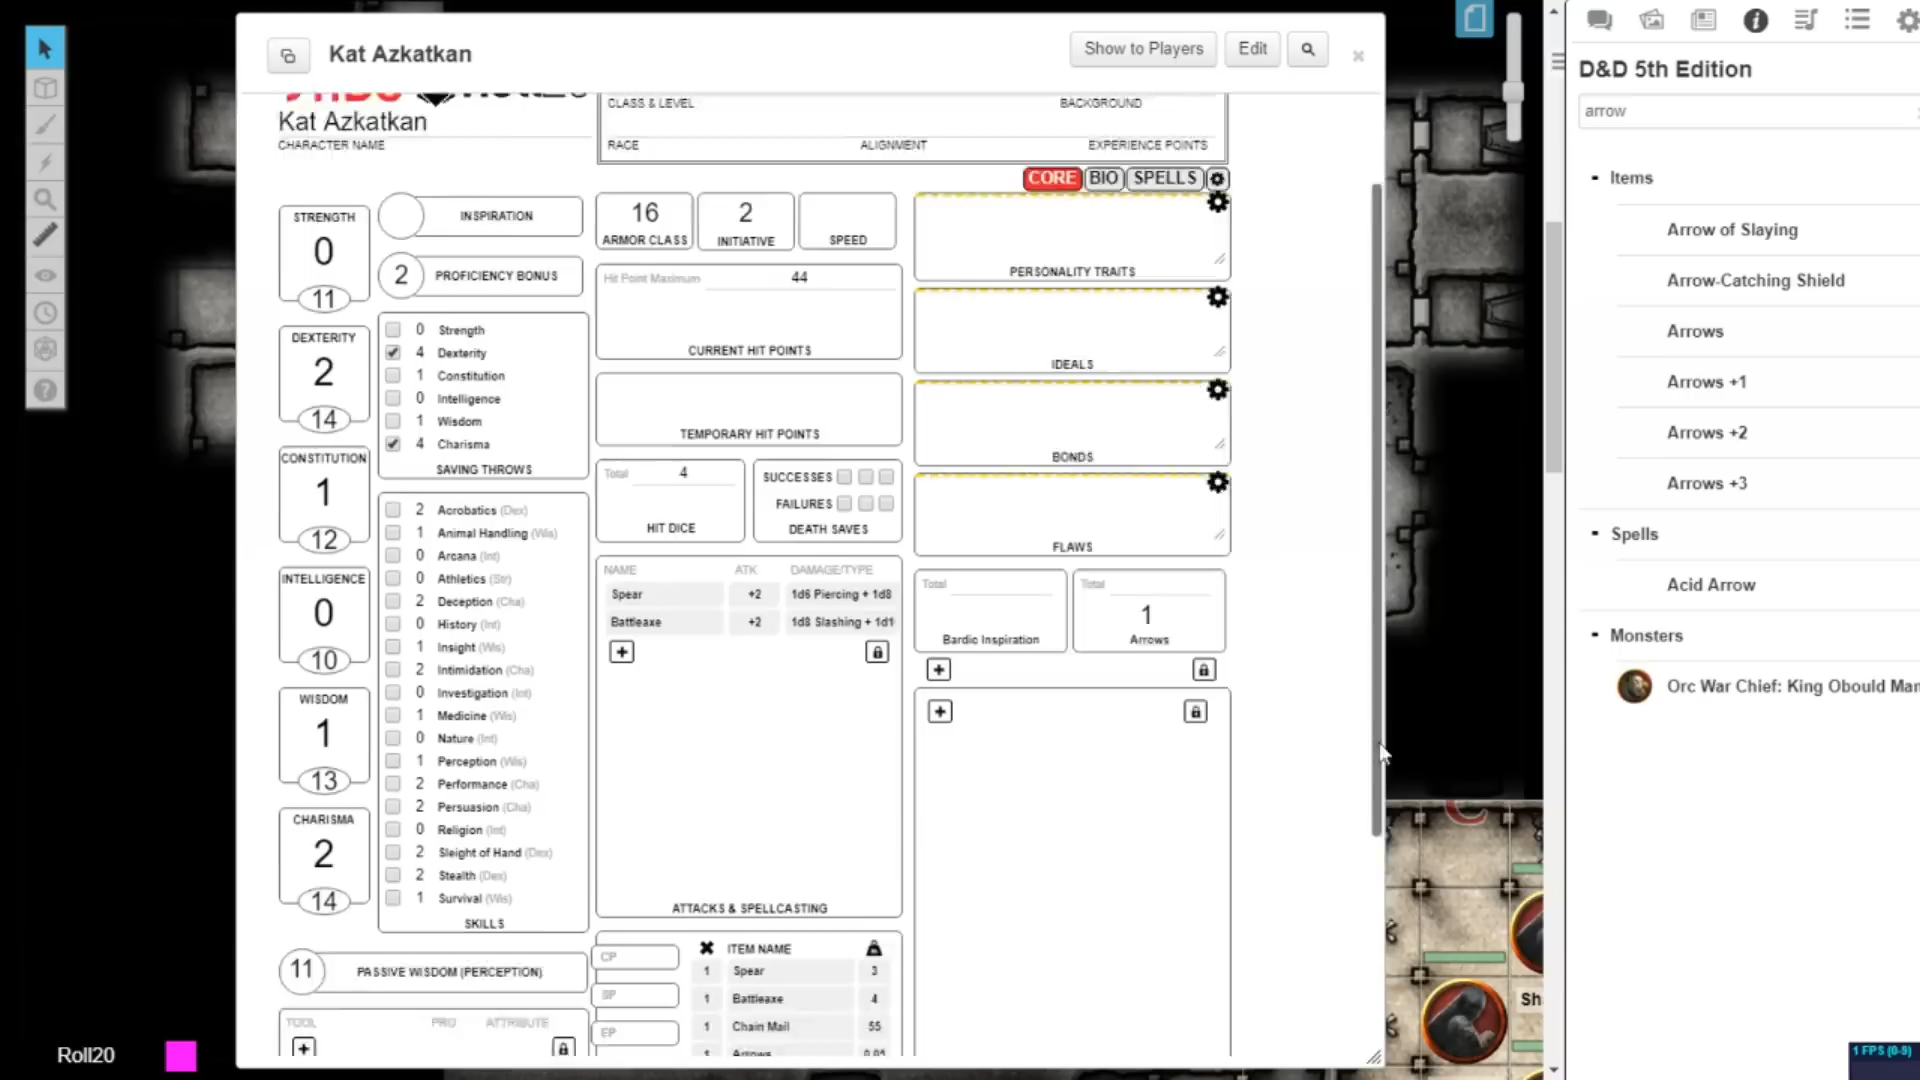 Kat Azkatkan
Show to Players
Edit
Kat Azkatkan
CHARACTER NAME
CLASS & LEVEL
BACKGROUND
RACE
ALIGNMENT
EXPERIENCE POINTS
CORE
BIO
SPELLS
STRENGTH
0
11
DEXTERITY
2
14
CONSTITUTION
1
12
INTELLIGENCE
0
10
WISDOM
1
13
CHARISMA
2
14
INSPIRATION
2 PROFICIENCY BONUS
0 Strength
4 Dexterity
1 Constitution
0 Intelligence
1 Wisdom
4 Charisma
SAVING THROWS
2 Acrobatics (Dex)
1 Animal Handling (Wis)
0 Arcana (Int)
0 Athletics (Str)
2 Deception (Cha)
0 History (Int)
1 Insight (Wis)
2 Intimidation (Cha)
0 Investigation (Int)
1 Medicine (Wis)
0 Nature (Int)
1 Perception (Wis)
2 Performance (Cha)
2 Persuasion (Cha)
0 Religion (Int)
2 Sleight of Hand (Dex)
2 Stealth (Dex)
1 Survival (Wis)
SKILLS
11 PASSIVE WISDOM (PERCEPTION)
TOOL PRO ATTRIBUTE
16
ARMOR CLASS
2
INITIATIVE
SPEED
Hit Point Maximum 44
CURRENT HIT POINTS
TEMPORARY HIT POINTS
Total 4
HIT DICE
SUCCESSES
FAILURES
DEATH SAVES
NAME ATK DAMAGE/TYPE
Spear +2 1d6 Piercing + 1d8
Battleaxe +2 1d8 Slashing + 1d1
ATTACKS & SPELLCASTING
CP
SP
EP
ITEM NAME
1 Spear 3
1 Battleaxe 4
1 Chain Mail 55
1 Arrows 0.05
PERSONALITY TRAITS
IDEALS
BONDS
FLAWS
Total
Bardic Inspiration
Total
1
Arrows
D&D 5th Edition
arrow
Items
Arrow of Slaying
Arrow-Catching Shield
Arrows
Arrows +1
Arrows +2
Arrows +3
Spells
Acid Arrow
Monsters
Orc War Chief: King Obould Man
Sh
Roll20
1 FPS (0-9)